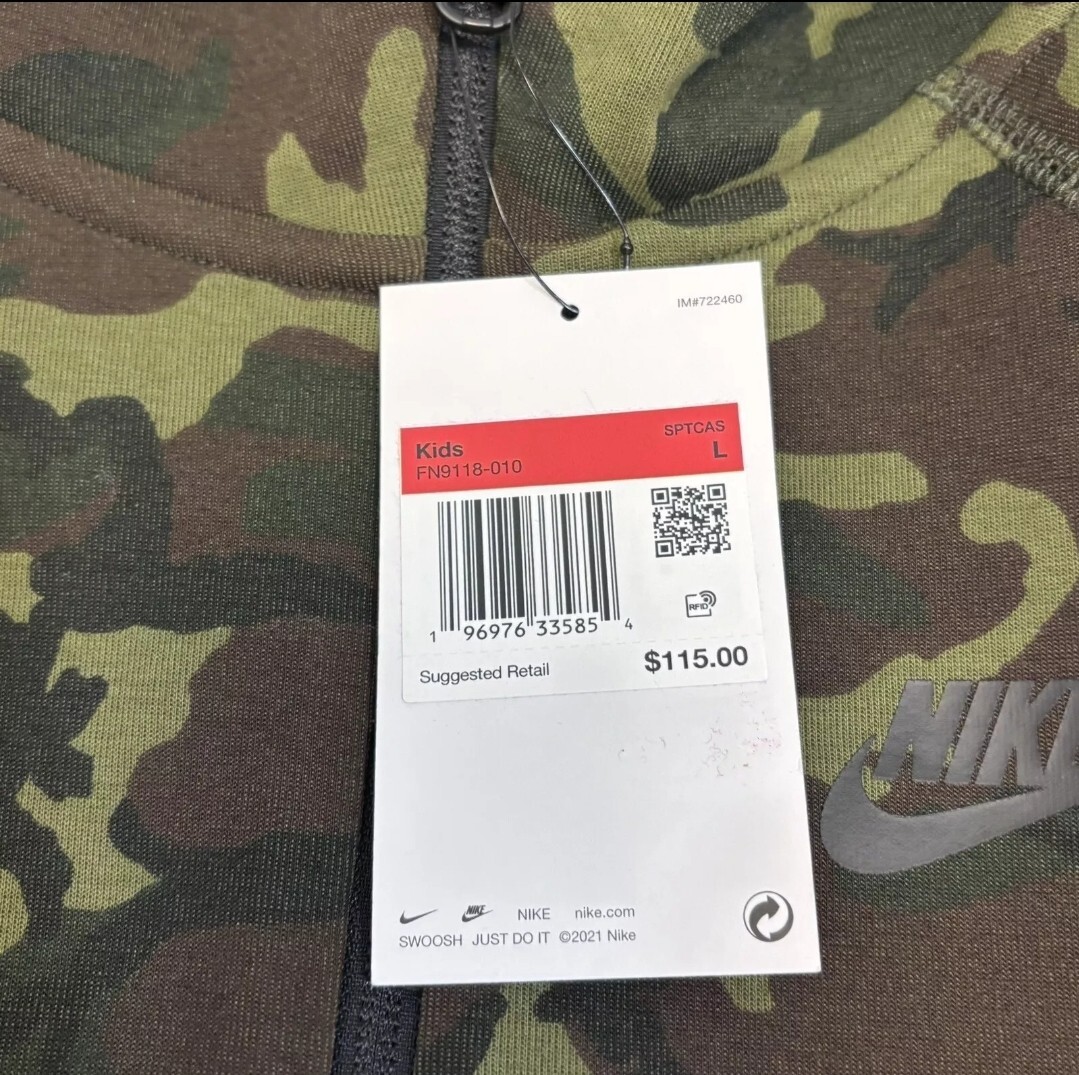 IM#722460
Kids
SPTCAS
FN9118-010
L
RFID
1 96976 33585 4
Suggested Retail
$115.00
NIKE
NIKE NIKE nike.com
SWOOSH JUST DO IT ©2021 Nike